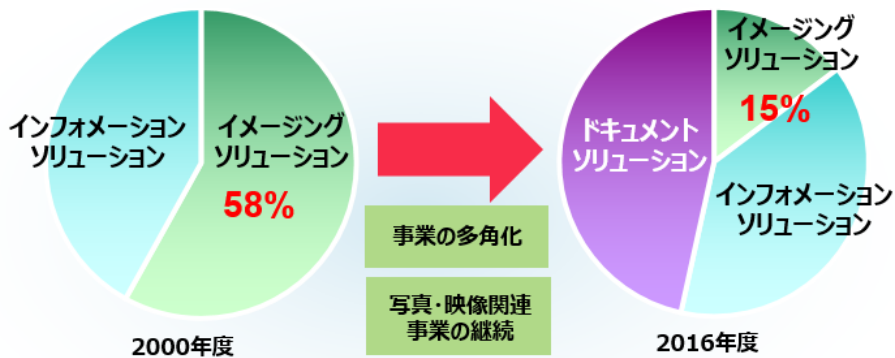 インフォメーション
ソリューション
イメージング
ソリューション
58%
2000年度
事業の多角化
写真・映像関連
事業の継続
ドキュメント
ソリューション
イメージング
ソリューション
15%
インフォメーション
ソリューション
2016年度